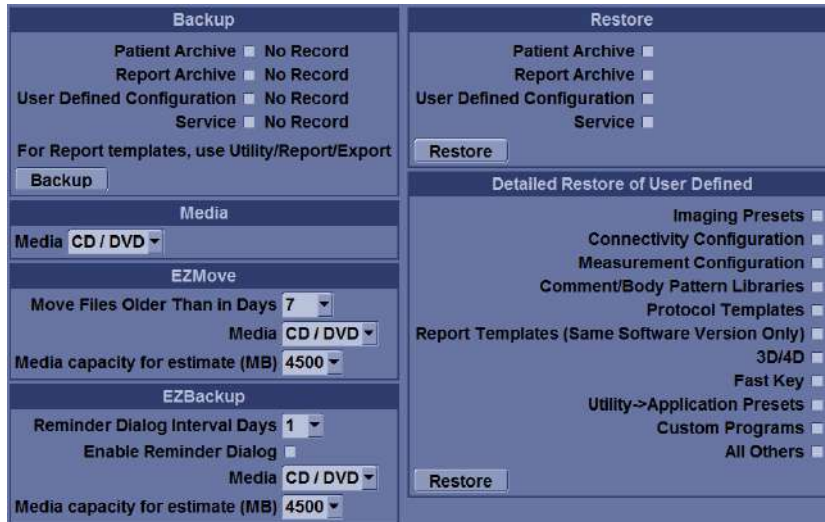 Backup
Patient Archive No Record
Report Archive No Record
User Defined Configuration No Record
Service No Record
For Report templates, use Utility/Report/Export
Backup
Media
Media CD / DVD
EZMove
Move Files Older Than in Days 7
Media CD / DVD
Media capacity for estimate (MB) 4500
EZBackup
Reminder Dialog Interval Days 1
Enable Reminder Dialog
Media CD / DVD
Media capacity for estimate (MB) 4500
Restore
Patient Archive
Report Archive
User Defined Configuration
Service
Restore
Detailed Restore of User Defined
Imaging Presets
Connectivity Configuration
Measurement Configuration
Comment/Body Pattern Libraries
Protocol Templates
Report Templates (Same Software Version Only)
3D/4D
Fast Key
Utility->Application Presets
Custom Programs
All Others
Restore